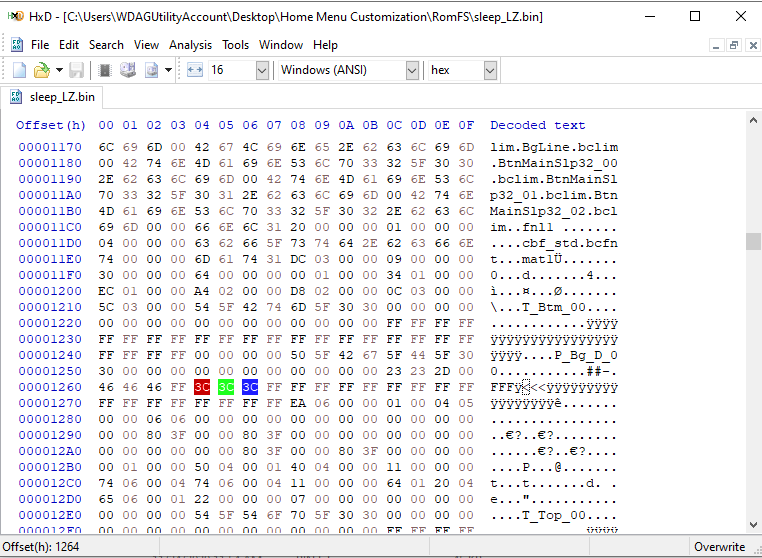 HxD - [C:\Users\WDAGUtilityAccount\Desktop\Home Menu Customization\RomFS\sleep_LZ.bin]
File Edit Search View Analysis Tools Window Help
16 Windows (ANSI) hex
sleep_LZ.bin
Offset(h) 00 01 02 03 04 05 06 07 08 09 0A 0B 0C 0D 0E 0F Decoded text
00001170 6C 69 6D 00 42 67 4C 69 6E 65 2E 62 63 6C 69 6D lim.BgLine.bclim
00001180 00 42 74 6E 4D 61 69 6E 53 6C 70 33 32 5F 30 30 .BtnMainSlp32_00
00001190 2E 62 63 6C 69 6D 00 42 74 6E 4D 61 69 6E 53 6C .bclim.BtnMainSl
000011A0 70 33 32 5F 30 31 2E 62 63 6C 69 6D 00 42 74 6E p32_01.bclim.Btn
000011B0 4D 61 69 6E 53 6C 70 33 32 5F 30 32 2E 62 63 6C MainSlp32_02.bcl
000011C0 69 6D 00 00 66 6E 6C 31 20 00 00 00 01 00 00 00 im..fnl1 .......
000011D0 04 00 00 00 63 62 66 5F 73 74 64 2E 62 63 66 6E ....cbf_std.bcfn
000011E0 74 00 00 00 6D 61 74 31 DC 03 00 00 09 00 00 00 t...mat1Ü.......
000011F0 30 00 00 00 64 00 00 00 00 01 00 00 34 01 00 00 0...d.......4...
00001200 EC 01 00 00 A4 02 00 00 D8 02 00 00 0C 03 00 00 ì...¤...Ø.......
00001210 5C 03 00 00 54 5F 42 74 6D 5F 30 30 00 00 00 00 \...T_Btm_00....
00001220 00 00 00 00 00 00 00 00 00 00 00 00 FF FF FF FF ............ÿÿÿÿ
00001230 FF FF FF FF FF FF FF FF FF FF FF FF FF FF FF FF ÿÿÿÿÿÿÿÿÿÿÿÿÿÿÿÿ
00001240 FF FF FF FF 00 00 00 00 50 5F 42 67 5F 44 5F 30 ÿÿÿÿ....P_Bg_D_0
00001250 30 00 00 00 00 00 00 00 00 00 00 00 23 23 2D 00 0...........##-.
00001260 46 46 46 FF 3C 3C 3C FF FF FF FF FF FF FF FF FF FFFÿ<<<ÿÿÿÿÿÿÿÿÿ
00001270 FF FF FF FF FF FF FF FF EA 06 00 00 01 00 04 05 ÿÿÿÿÿÿÿÿê.......
00001280 00 00 06 06 00 00 00 00 00 00 00 00 00 00 00 00 ................
00001290 00 00 80 3F 00 00 80 3F 00 00 00 00 00 00 00 00 ..€?..€?........
000012A0 00 00 00 00 00 00 80 3F 00 00 80 3F 00 00 00 00 ......€?..€?....
000012B0 00 01 00 00 50 04 00 01 40 04 00 00 11 00 00 00 ....P...@.......
000012C0 74 06 00 04 74 06 00 04 11 00 00 00 64 01 20 04 t...t.......d. .
000012D0 65 06 00 01 22 00 00 00 07 00 00 00 00 00 00 00 e..."...........
000012E0 00 00 00 00 54 5F 54 6F 70 5F 30 30 00 00 00 00 ....T_Top_00....
000012F0 00 00 00 00 00 00 00 00 00 00 00 00 FF FF FF FF ............ÿÿÿÿ
Offset(h): 1264 Overwrite